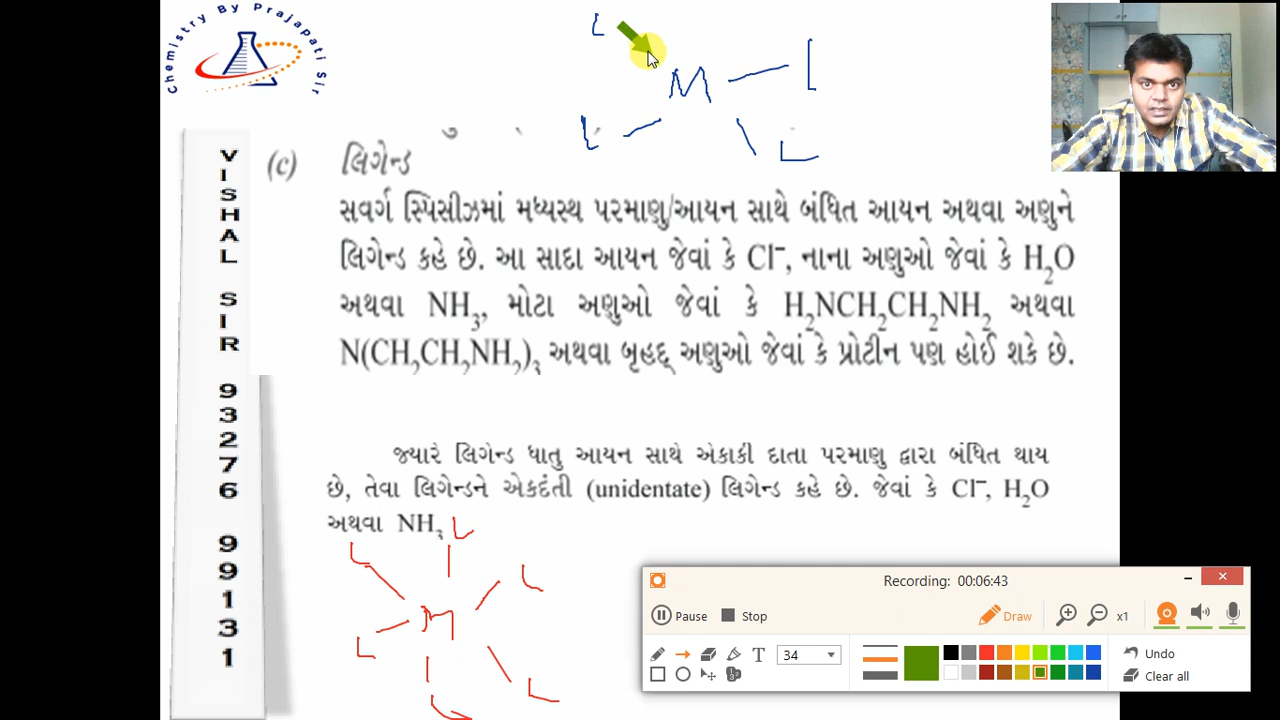 Chemistry By Prajapati Sir
VISHAL SIR 93276 99131
L
M
L
L
L
(c) લિગેન્ડ
સવર્ગ સ્પિસીઝમાં મધ્યસ્થ પરમાણુ/આયન સાથે બંધિત આયન અથવા અણુને
લિગેન્ડ કહે છે. આ સાદા આયન જેવાં કે Cl⁻, નાના અણુઓ જેવાં કે H₂O
અથવા NH₃, મોટા અણુઓ જેવાં કે H₂NCH₂CH₂NH₂ અથવા
N(CH₂CH₂NH₂)₃ અથવા બૃહદ્ અણુઓ જેવાં કે પ્રોટીન પણ હોઈ શકે છે.
જ્યારે લિગેન્ડ ધાતુ આયન સાથે એકાકી દાતા પરમાણુ દ્વારા બંધિત થાય
છે, તેવા લિગેન્ડને એકદંતી (unidentate) લિગેન્ડ કહે છે. જેવાં કે Cl⁻, H₂O
અથવા NH₃
L
L
L
M
L
L
L
Recording: 00:06:43
Pause Stop Draw x1
T 34 Undo
Clear all